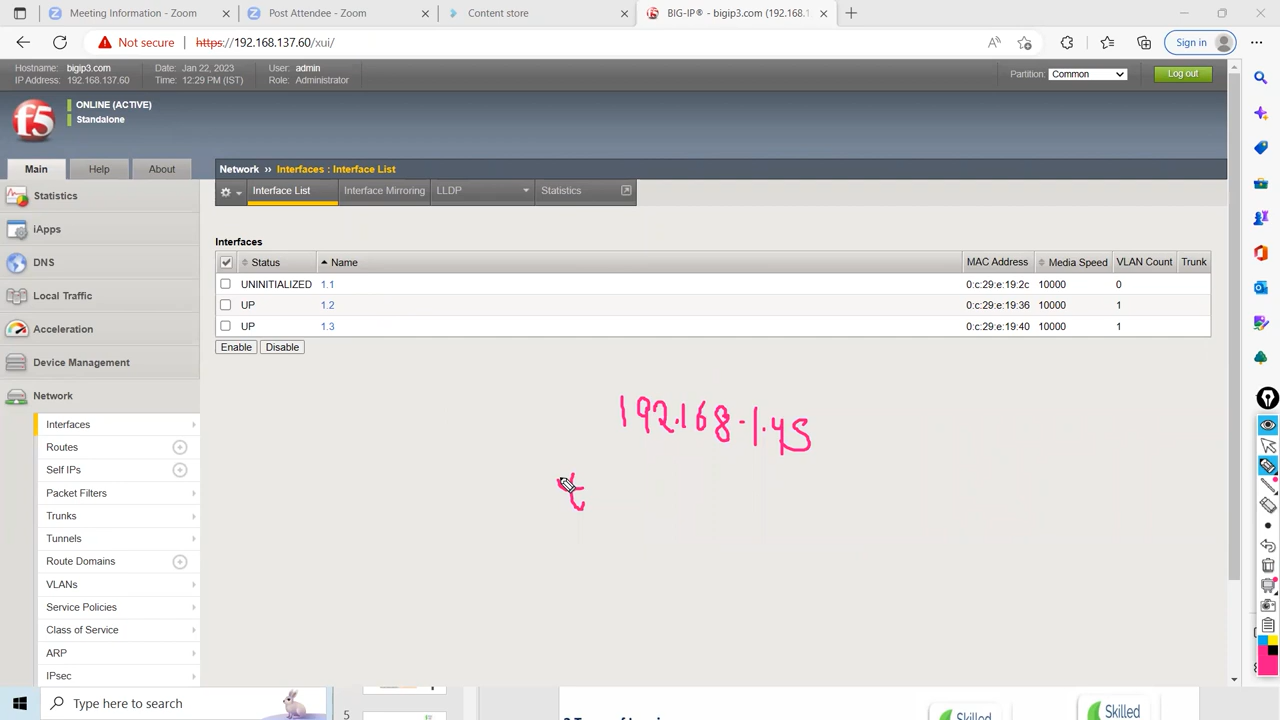 Meeting Information - Zoom
Post Attendee - Zoom
Content store
BIG-IP® - bigip3.com (192.168.1
Not secure
https://192.168.137.60/xui/
Sign in
Hostname: bigip3.com
Date: Jan 22, 2023
User: admin
IP Address: 192.168.137.60
Time: 12:29 PM (IST)
Role: Administrator
Partition: Common
Log out
f5
ONLINE (ACTIVE)
Standalone
Main
Help
About
Network ›› Interfaces : Interface List
Interface List
Interface Mirroring
LLDP
Statistics
Statistics
iApps
DNS
Local Traffic
Acceleration
Device Management
Network
Interfaces
Routes
Self IPs
Packet Filters
Trunks
Tunnels
Route Domains
VLANs
Service Policies
Class of Service
ARP
IPsec
Interfaces
Status Name MAC Address Media Speed VLAN Count Trunk
UNINITIALIZED 1.1 0:c:29:e:19:2c 10000 0
UP 1.2 0:c:29:e:19:36 10000 1
UP 1.3 0:c:29:e:19:40 10000 1
Enable Disable
192.168.1.45
t
Type here to search
5
Skilled
Skilled